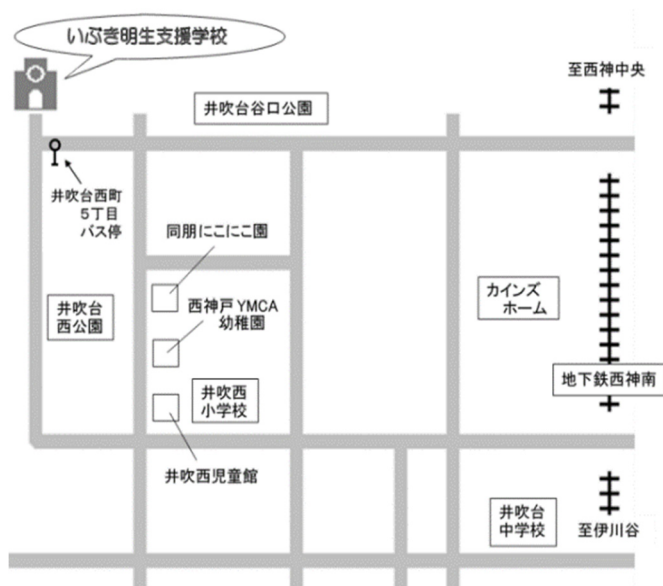 いぶき明生支援学校
至西神中央
井吹台谷口公園
井吹台西町
5丁目
バス停
同朋にこにこ園
井吹台
西公園
西神戸 YMCA
幼稚園
カインズ
ホーム
地下鉄西神南
井吹西
小学校
井吹西児童館
井吹台
中学校
至伊川谷